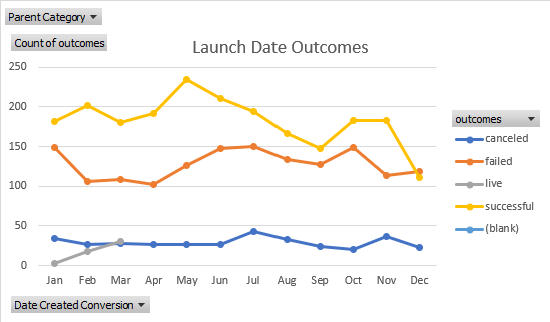 Parent Category
Count of outcomes
Launch Date Outcomes
250
200
150
100
50
0
Jan Feb Mar Apr May Jun Jul Aug Sep Oct Nov Dec
outcomes
canceled
failed
live
successful
(blank)
Date Created Conversion